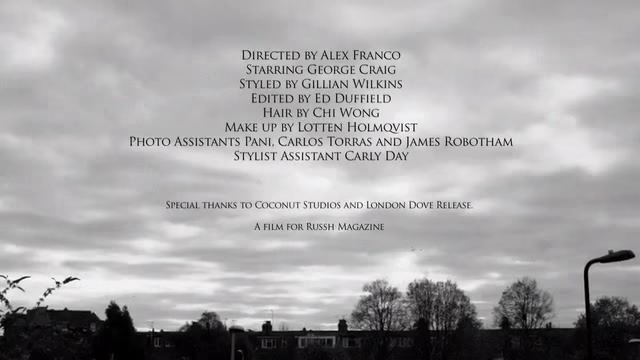 Directed by Alex Franco
Starring George Craig
Styled by Gillian Wilkins
Edited by Ed Duffield
Hair by Chi Wong
Make up by Lotten Holmqvist
Photo Assistants Pani, Carlos Torras and James Robotham
Stylist Assistant Carly Day
Special thanks to Coconut Studios and London Dove Release.
A film for Russh Magazine